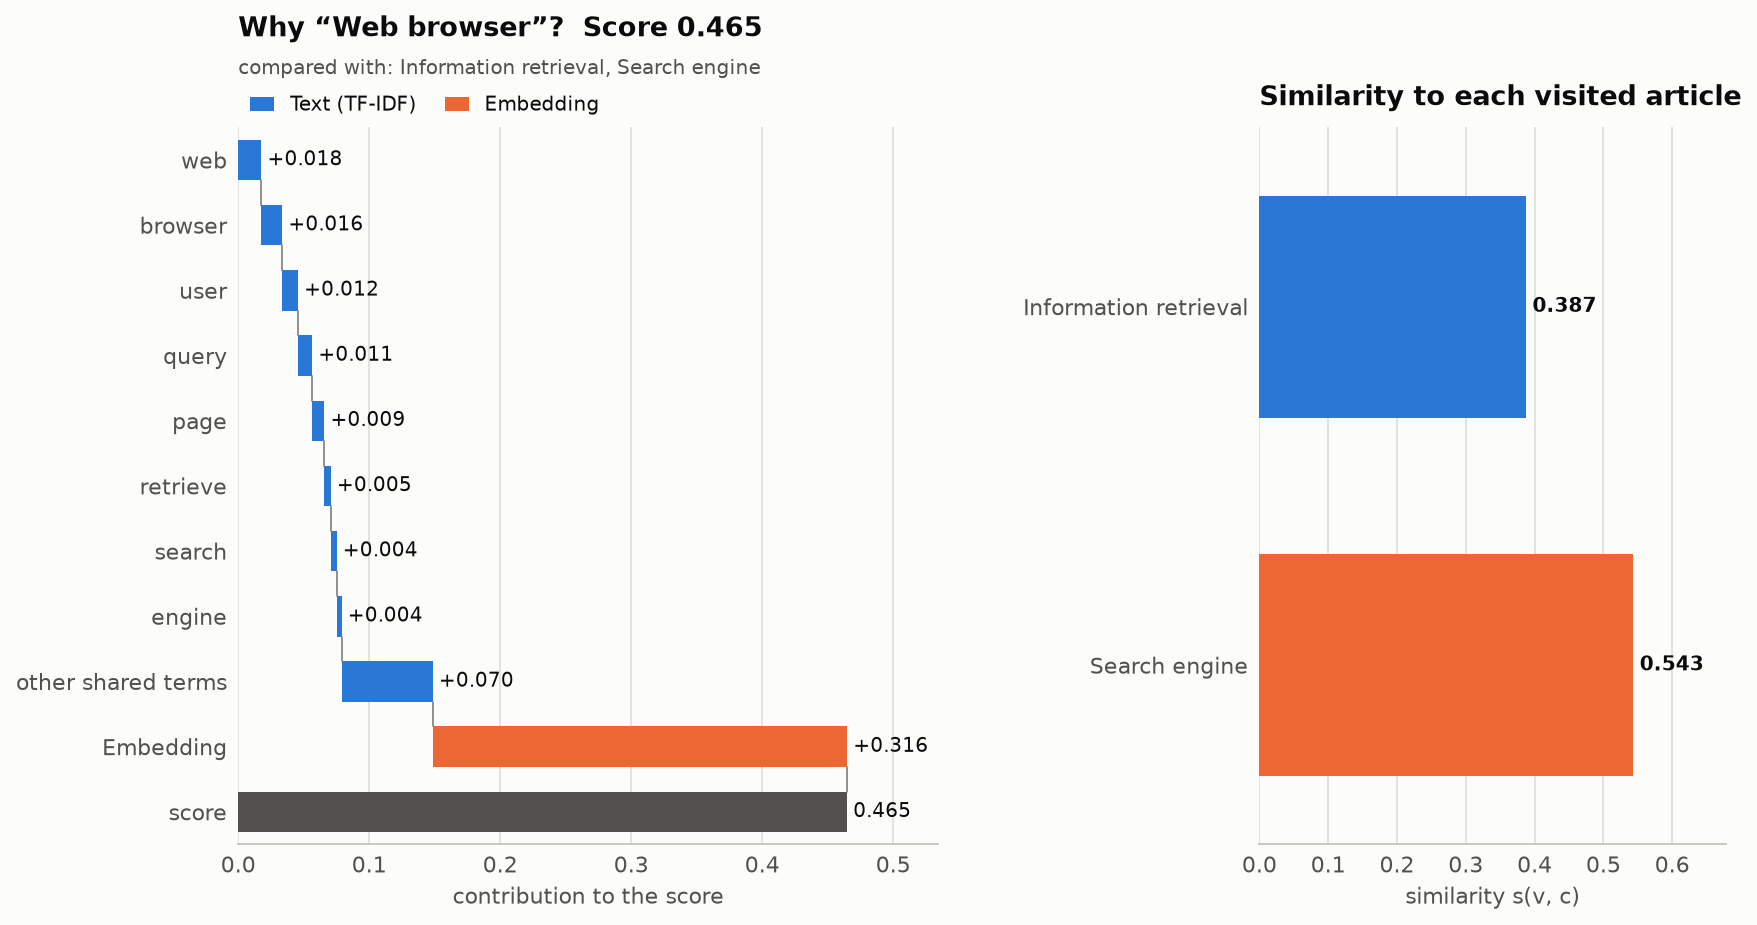 Why “Web browser”?  Score 0.465
compared with: Information retrieval, Search engine
Text (TF-IDF)
Embedding
web
+0.018
browser
+0.016
user
+0.012
query
+0.011
page
+0.009
retrieve
+0.005
search
+0.004
engine
+0.004
other shared terms
+0.070
Embedding
+0.316
score
0.465
0.0 0.1 0.2 0.3 0.4 0.5
contribution to the score
Similarity to each visited article
Information retrieval
0.387
Search engine
0.543
0.0 0.1 0.2 0.3 0.4 0.5 0.6
similarity s(v, c)